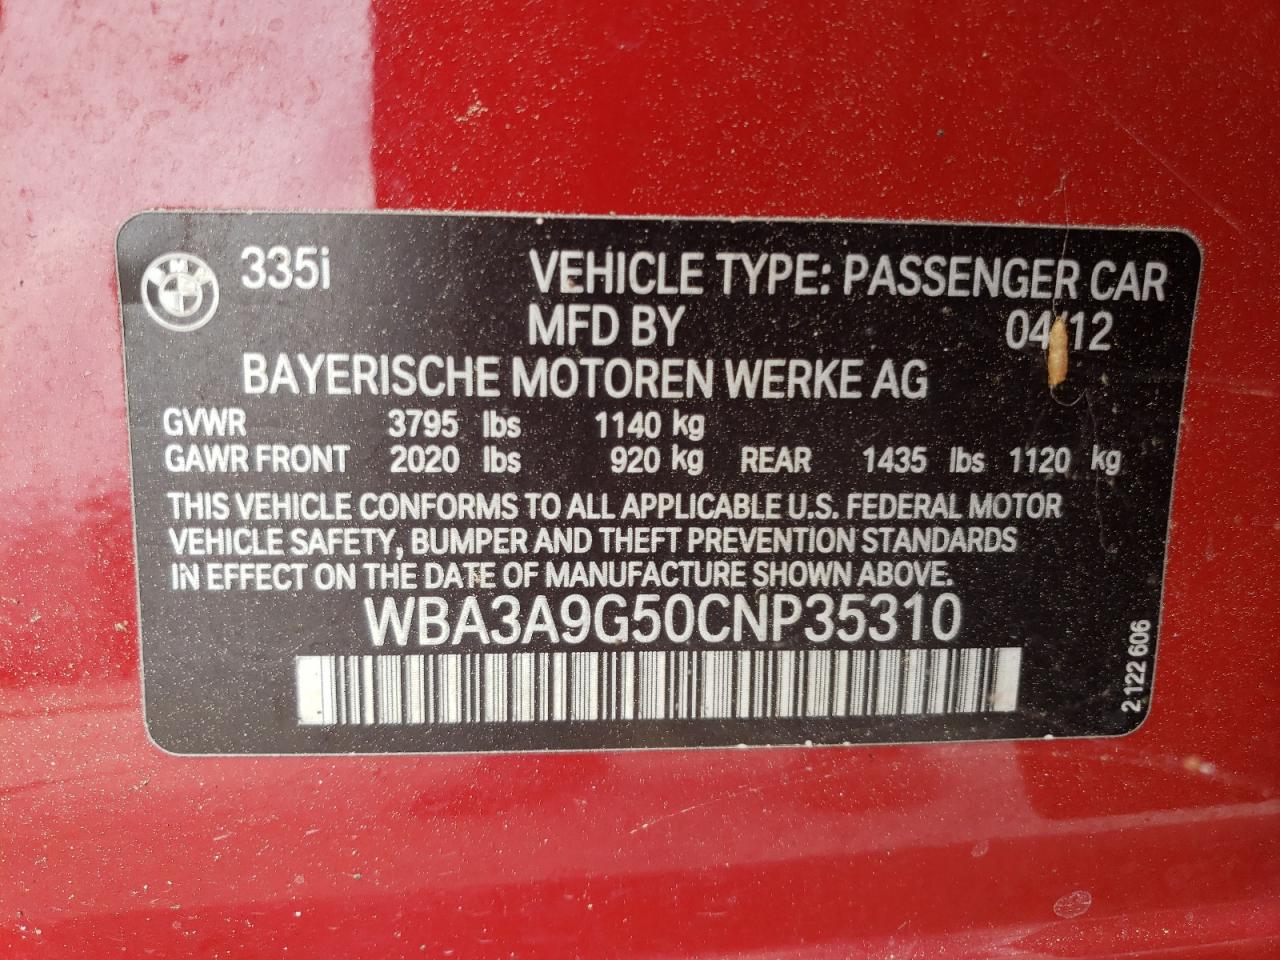 BMW 335i VEHICLE TYPE: PASSENGER CAR
MFD BY 04/12
BAYERISCHE MOTOREN WERKE AG
GVWR 3795 lbs 1140 kg
GAWR FRONT 2020 lbs 920 kg REAR 1435 lbs 1120 kg
THIS VEHICLE CONFORMS TO ALL APPLICABLE U.S. FEDERAL MOTOR
VEHICLE SAFETY, BUMPER AND THEFT PREVENTION STANDARDS
IN EFFECT ON THE DATE OF MANUFACTURE SHOWN ABOVE.
WBA3A9G50CNP35310
2 122 606